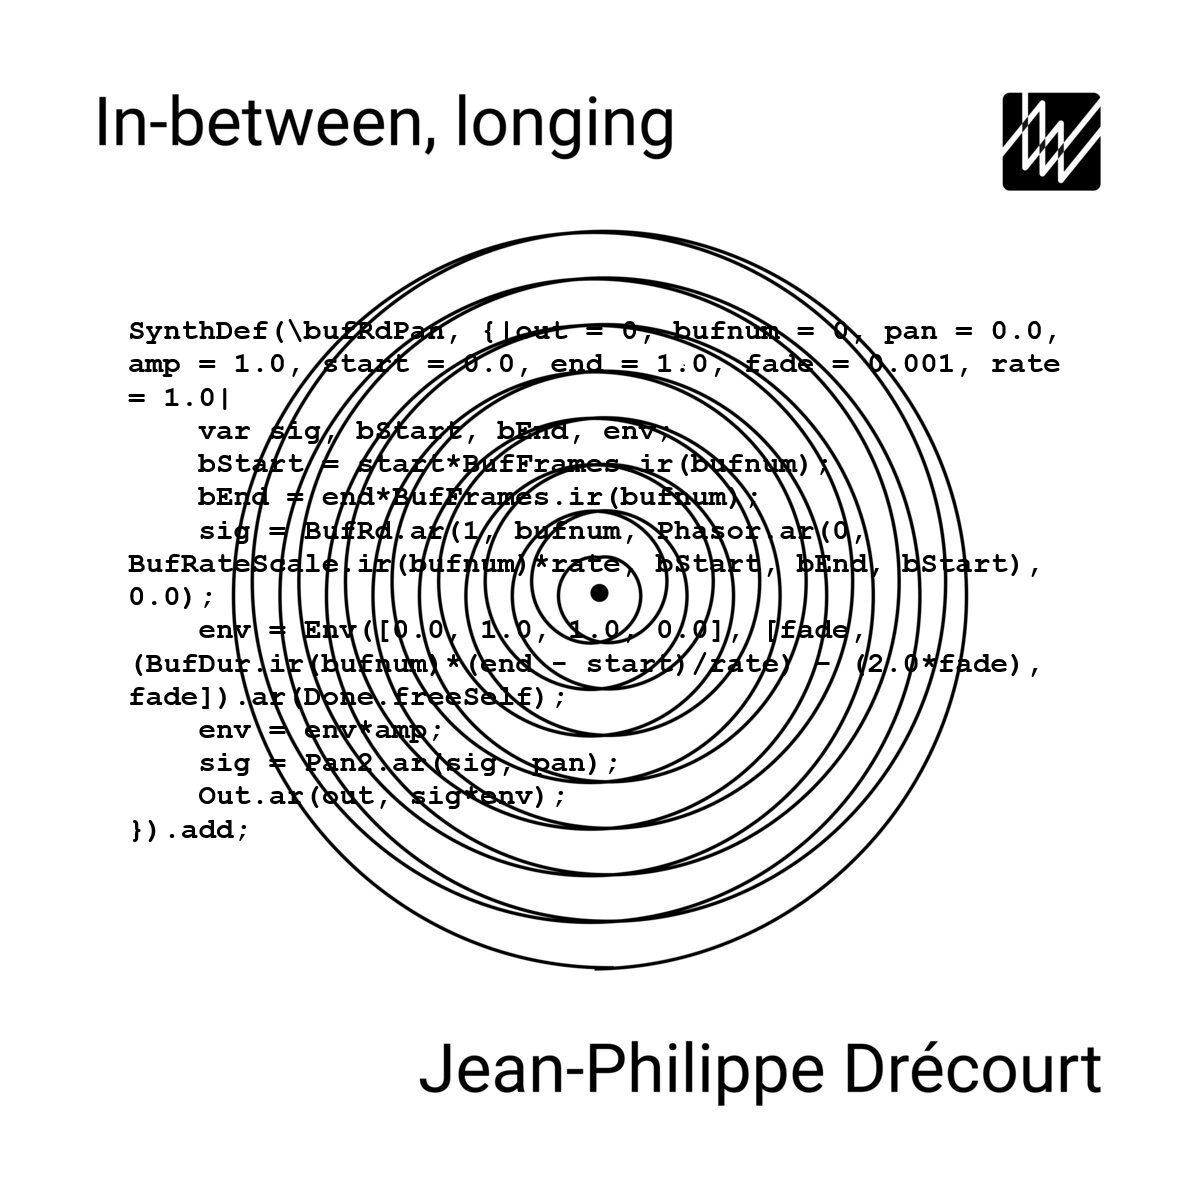 In-between, longing
SynthDef(\bufRdPan, {|out = 0, bufnum = 0, pan = 0.0,
amp = 1.0, start = 0.0, end = 1.0, fade = 0.001, rate
= 1.0|
    var sig, bStart, bEnd, env;
    bStart = start*BufFrames.ir(bufnum);
    bEnd = end*BufFrames.ir(bufnum);
    sig = BufRd.ar(1, bufnum, Phasor.ar(0,
BufRateScale.ir(bufnum)*rate, bStart, bEnd, bStart),
0.0);
    env = Env([0.0, 1.0, 1.0, 0.0], [fade,
(BufDur.ir(bufnum)*(end - start)/rate) - (2.0*fade),
fade]).ar(Done.freeSelf);
    env = env*amp;
    sig = Pan2.ar(sig, pan);
    Out.ar(out, sig*env);
}).add;
Jean-Philippe Drécourt